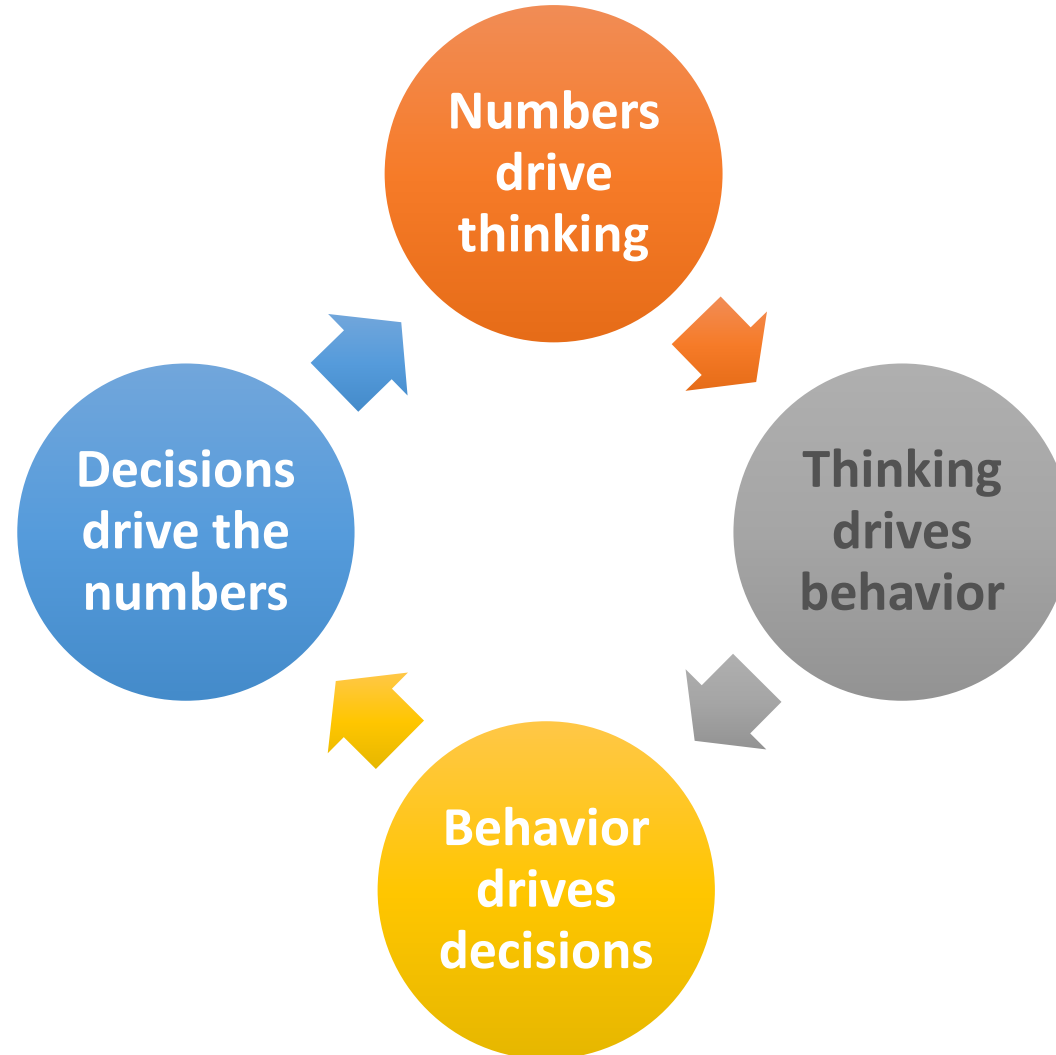 Numbers
drive
thinking
Thinking
drives
behavior
Behavior
drives
decisions
Decisions
drive the
numbers